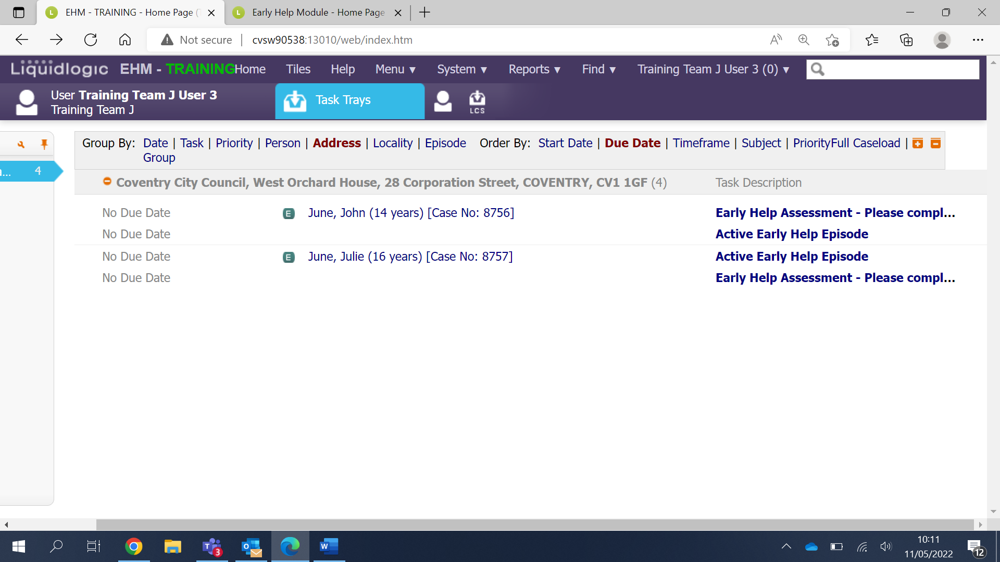 EHM - TRAINING - Home Page (
Early Help Module - Home Page
Not secure
cvsw90538:13010/web/index.htm
Liquidlogic EHM - TRAINING Home Tiles Help Menu ▼ System ▼ Reports ▼ Find ▼ Training Team J User 3 (0) ▼
User Training Team J User 3
Training Team J
Task Trays
LCS
Group By: Date | Task | Priority | Person | Address | Locality | Episode Group
Order By: Start Date | Due Date | Timeframe | Subject | Priority Full Caseload |
a... 4
Coventry City Council, West Orchard House, 28 Corporation Street, COVENTRY, CV1 1GF (4) Task Description
No Due Date E June, John (14 years) [Case No: 8756] Early Help Assessment - Please compl...
No Due Date Active Early Help Episode
No Due Date E June, Julie (16 years) [Case No: 8757] Active Early Help Episode
No Due Date Early Help Assessment - Please compl...
10:11
11/05/2022
3
12